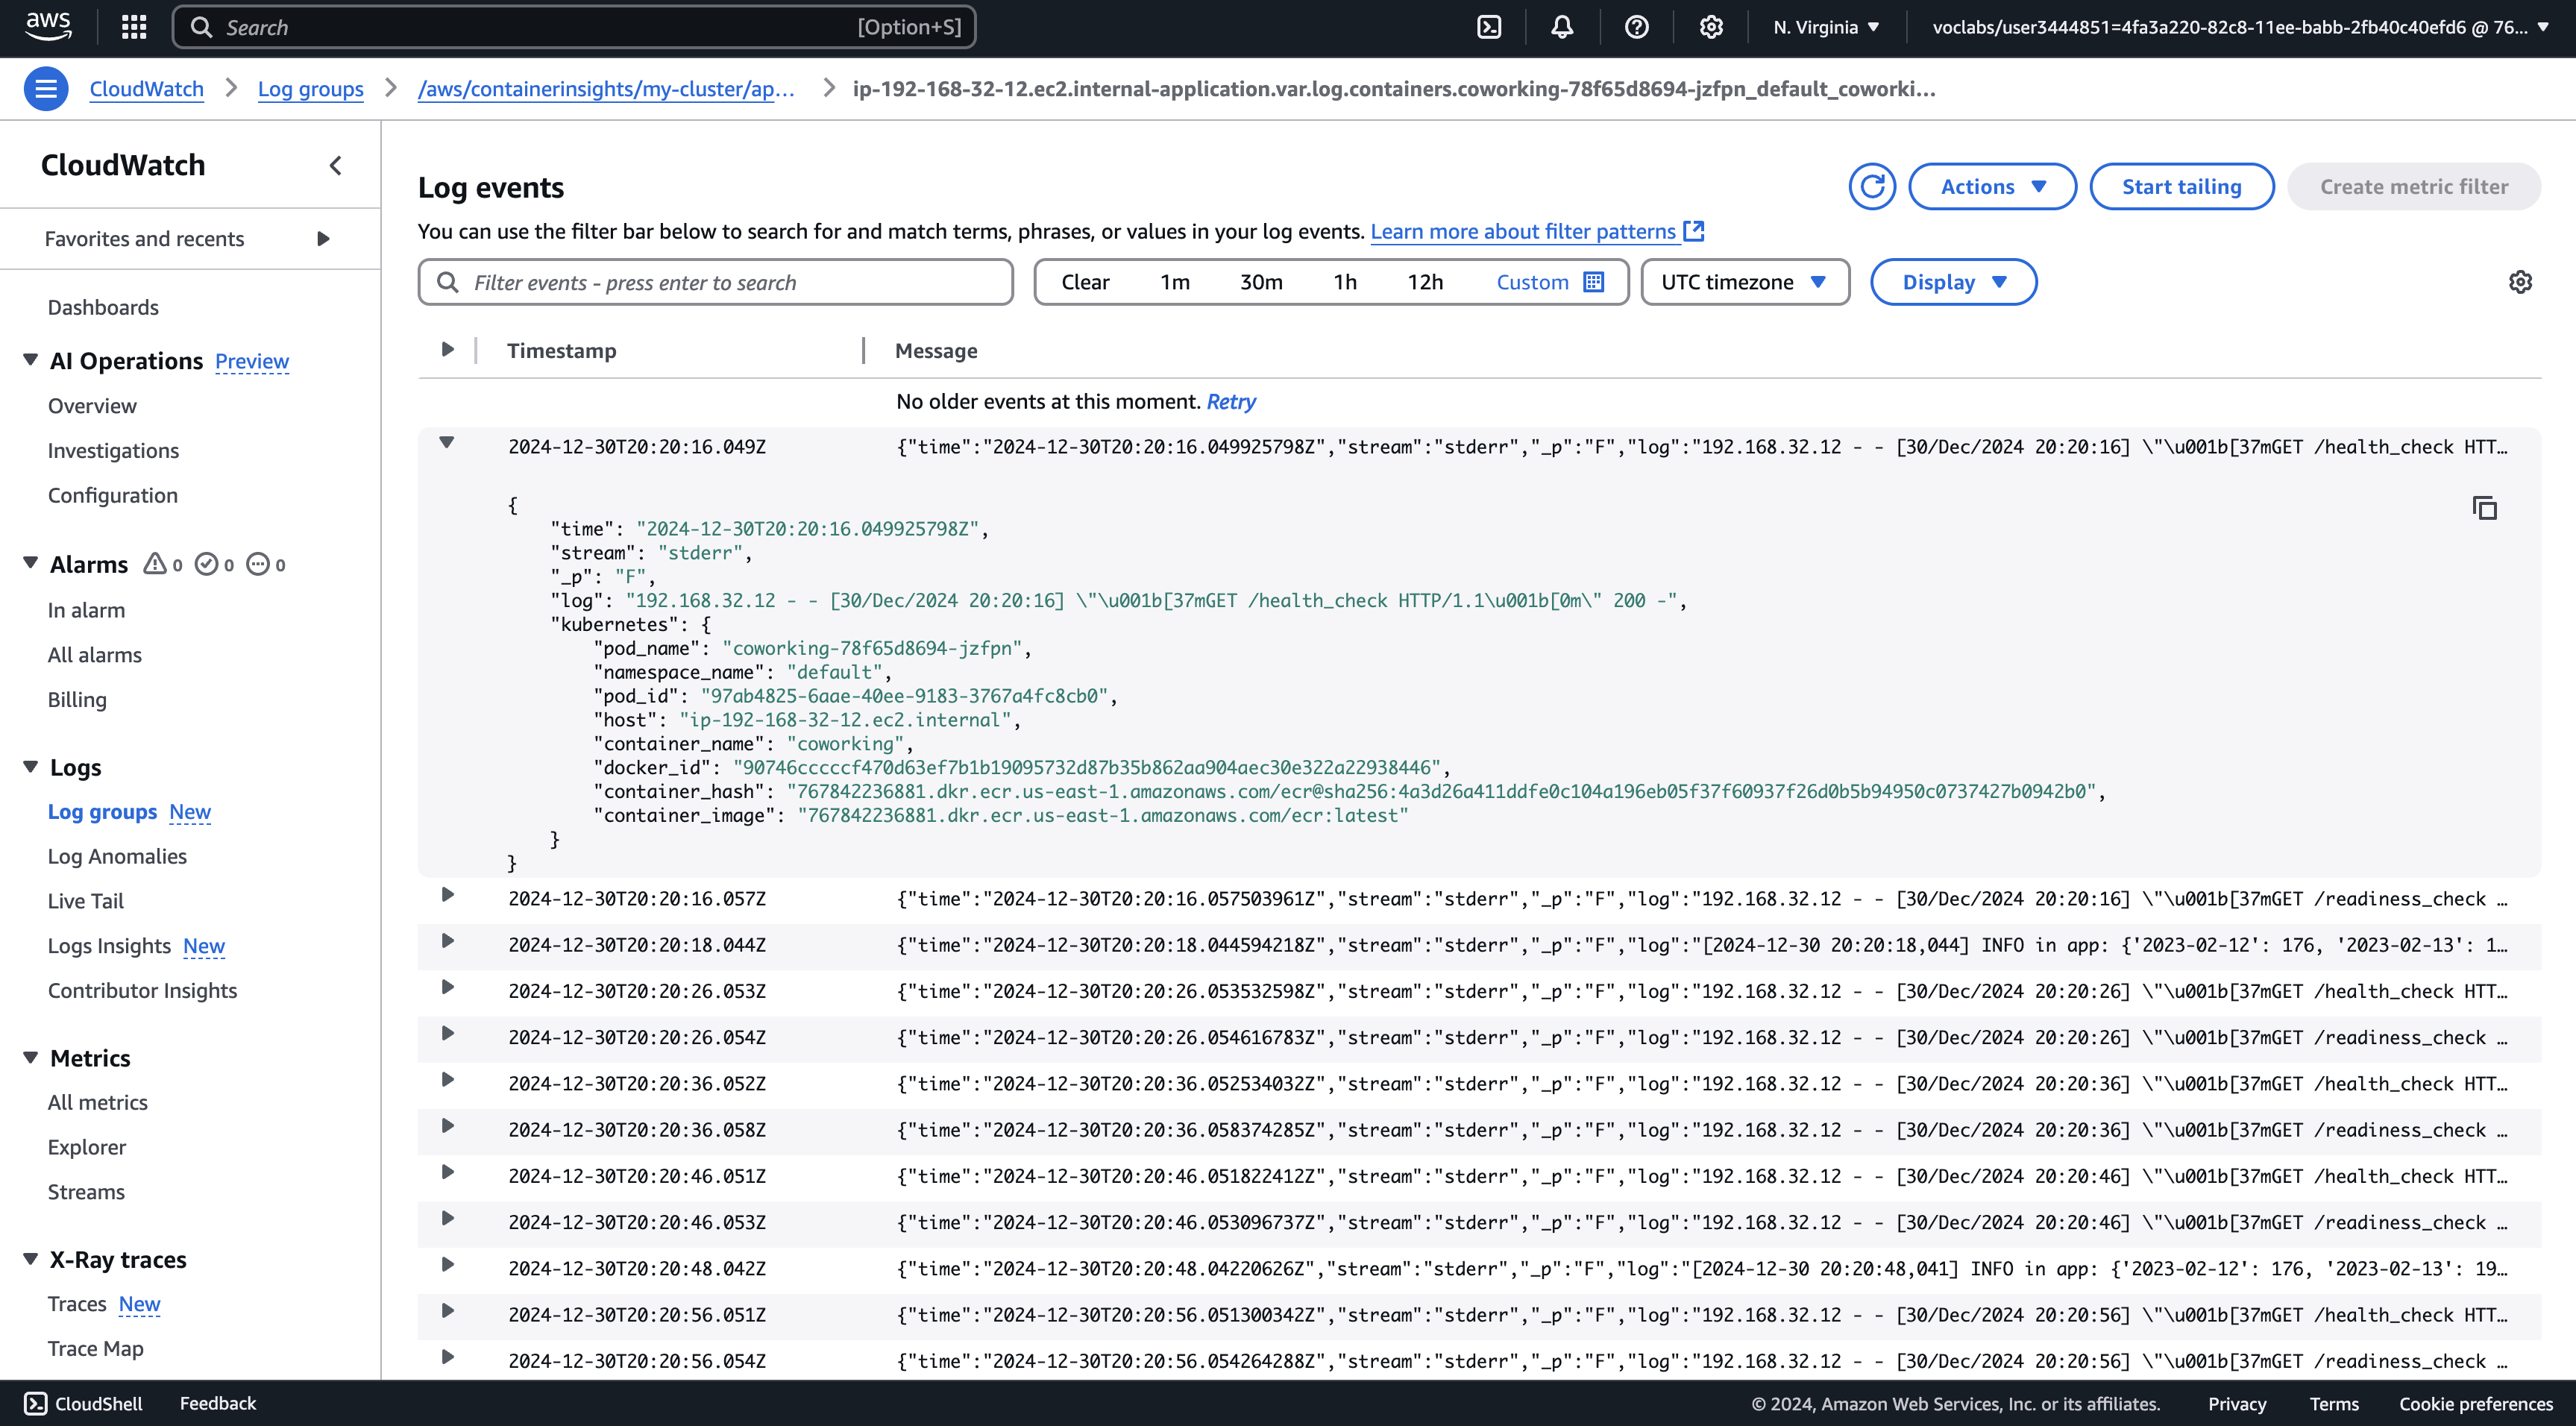 aws Search [Option+S] N. Virginia voclabs/user3444851=4fa3a220-82c8-11ee-babb-2fb40c40efd6 @ 76...
CloudWatch Log groups /aws/containerinsights/my-cluster/ap... ip-192-168-32-12.ec2.internal-application.var.log.containers.coworking-78f65d8694-jzfpn_default_coworki...
CloudWatch
Favorites and recents
Dashboards
AI Operations Preview
Overview
Investigations
Configuration
Alarms 0 0 0
In alarm
All alarms
Billing
Logs
Log groups New
Log Anomalies
Live Tail
Logs Insights New
Contributor Insights
Metrics
All metrics
Explorer
Streams
X-Ray traces
Traces New
Trace Map
Log events
Actions Start tailing Create metric filter
You can use the filter bar below to search for and match terms, phrases, or values in your log events. Learn more about filter patterns
Filter events - press enter to search Clear 1m 30m 1h 12h Custom UTC timezone Display
Timestamp Message
No older events at this moment. Retry
2024-12-30T20:20:16.049Z {"time":"2024-12-30T20:20:16.049925798Z","stream":"stderr","_p":"F","log":"192.168.32.12 - - [30/Dec/2024 20:20:16] \"\u001b[37mGET /health_check HTT...
{
"time": "2024-12-30T20:20:16.049925798Z",
"stream": "stderr",
"_p": "F",
"log": "192.168.32.12 - - [30/Dec/2024 20:20:16] \"\u001b[37mGET /health_check HTTP/1.1\u001b[0m\" 200 -",
"kubernetes": {
"pod_name": "coworking-78f65d8694-jzfpn",
"namespace_name": "default",
"pod_id": "97ab4825-6aae-40ee-9183-3767a4fc8cb0",
"host": "ip-192-168-32-12.ec2.internal",
"container_name": "coworking",
"docker_id": "90746cccccf470d63ef7b1b19095732d87b35b862aa904aec30e322a22938446",
"container_hash": "767842236881.dkr.ecr.us-east-1.amazonaws.com/ecr@sha256:4a3d26a411ddfe0c104a196eb05f37f60937f26d0b5b94950c0737427b0942b0",
"container_image": "767842236881.dkr.ecr.us-east-1.amazonaws.com/ecr:latest"
}
}
2024-12-30T20:20:16.057Z {"time":"2024-12-30T20:20:16.057503961Z","stream":"stderr","_p":"F","log":"192.168.32.12 - - [30/Dec/2024 20:20:16] \"\u001b[37mGET /readiness_check ...
2024-12-30T20:20:18.044Z {"time":"2024-12-30T20:20:18.044594218Z","stream":"stderr","_p":"F","log":"[2024-12-30 20:20:18,044] INFO in app: {'2023-02-12': 176, '2023-02-13': 1...
2024-12-30T20:20:26.053Z {"time":"2024-12-30T20:20:26.053532598Z","stream":"stderr","_p":"F","log":"192.168.32.12 - - [30/Dec/2024 20:20:26] \"\u001b[37mGET /health_check HTT...
2024-12-30T20:20:26.054Z {"time":"2024-12-30T20:20:26.054616783Z","stream":"stderr","_p":"F","log":"192.168.32.12 - - [30/Dec/2024 20:20:26] \"\u001b[37mGET /readiness_check ...
2024-12-30T20:20:36.052Z {"time":"2024-12-30T20:20:36.052534032Z","stream":"stderr","_p":"F","log":"192.168.32.12 - - [30/Dec/2024 20:20:36] \"\u001b[37mGET /health_check HTT...
2024-12-30T20:20:36.058Z {"time":"2024-12-30T20:20:36.058374285Z","stream":"stderr","_p":"F","log":"192.168.32.12 - - [30/Dec/2024 20:20:36] \"\u001b[37mGET /readiness_check ...
2024-12-30T20:20:46.051Z {"time":"2024-12-30T20:20:46.051822412Z","stream":"stderr","_p":"F","log":"192.168.32.12 - - [30/Dec/2024 20:20:46] \"\u001b[37mGET /health_check HTT...
2024-12-30T20:20:46.053Z {"time":"2024-12-30T20:20:46.053096737Z","stream":"stderr","_p":"F","log":"192.168.32.12 - - [30/Dec/2024 20:20:46] \"\u001b[37mGET /readiness_check ...
2024-12-30T20:20:48.042Z {"time":"2024-12-30T20:20:48.04220626Z","stream":"stderr","_p":"F","log":"[2024-12-30 20:20:48,041] INFO in app: {'2023-02-12': 176, '2023-02-13': 19...
2024-12-30T20:20:56.051Z {"time":"2024-12-30T20:20:56.051300342Z","stream":"stderr","_p":"F","log":"192.168.32.12 - - [30/Dec/2024 20:20:56] \"\u001b[37mGET /health_check HTT...
2024-12-30T20:20:56.054Z {"time":"2024-12-30T20:20:56.054264288Z","stream":"stderr","_p":"F","log":"192.168.32.12 - - [30/Dec/2024 20:20:56] \"\u001b[37mGET /readiness_check ...
CloudShell Feedback © 2024, Amazon Web Services, Inc. or its affiliates. Privacy Terms Cookie preferences